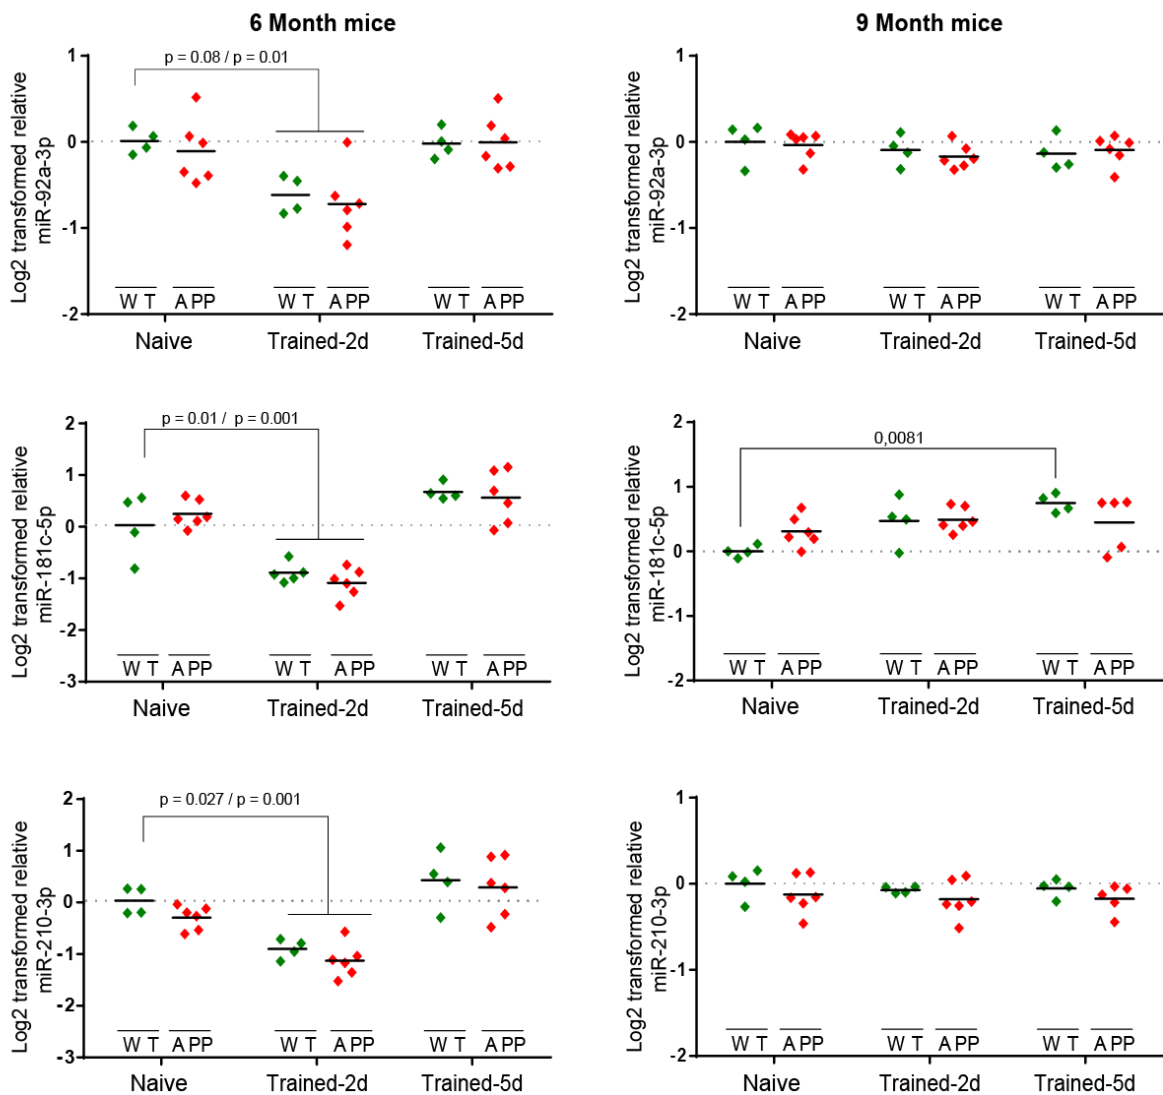 6 Month mice
9 Month mice
Log2 transformed relative
miR-92a-3p
1
0
-1
-2
p = 0.08 / p = 0.01
W T APP W T APP W T APP
Naive Trained-2d Trained-5d
Log2 transformed relative
miR-92a-3p
1
0
-1
-2
W T APP W T APP W T APP
Naive Trained-2d Trained-5d
Log2 transformed relative
miR-181c-5p
2
1
0
-1
-2
-3
p = 0.01 / p = 0.001
W T APP W T APP W T APP
Naive Trained-2d Trained-5d
Log2 transformed relative
miR-181c-5p
2
1
0
-1
-2
0,0081
W T APP W T APP W T APP
Naive Trained-2d Trained-5d
Log2 transformed relative
miR-210-3p
2
1
0
-1
-2
-3
p = 0.027 / p = 0.001
W T APP W T APP W T APP
Naive Trained-2d Trained-5d
Log2 transformed relative
miR-210-3p
1
0
-1
-2
W T APP W T APP W T APP
Naive Trained-2d Trained-5d